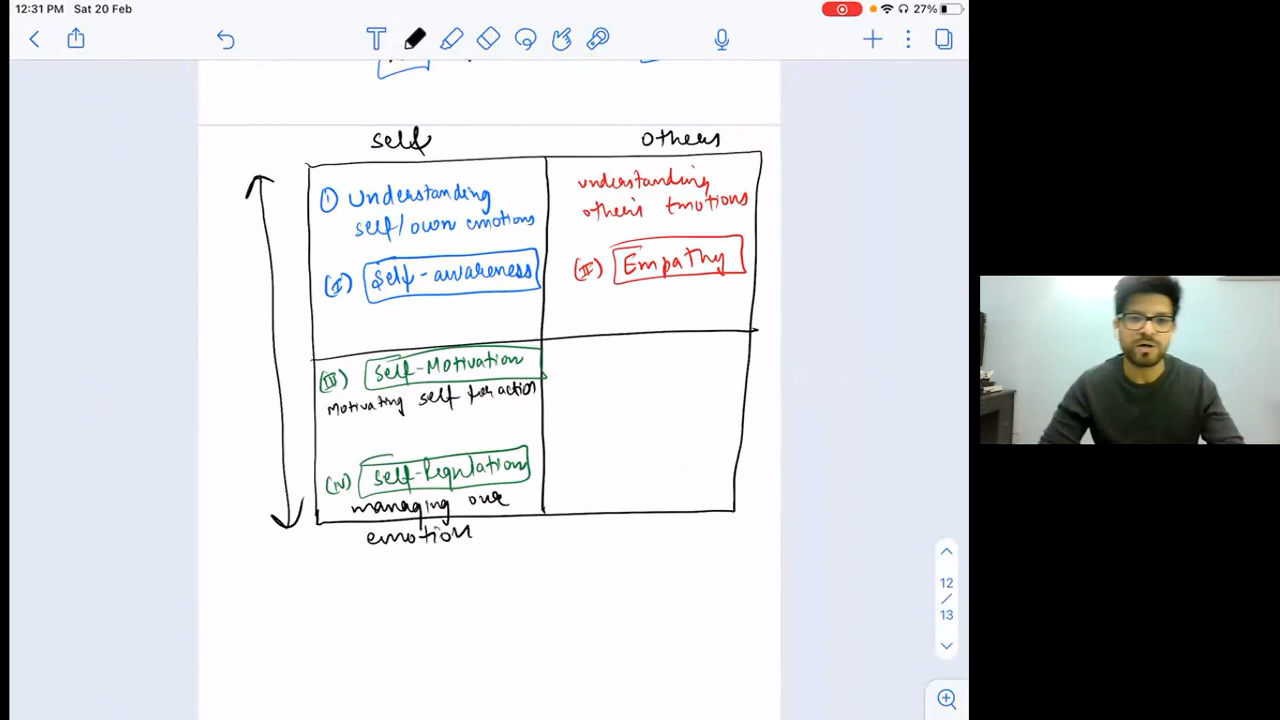 12:31 PM Sat 20 Feb
27%
self
others
① Understanding
self/own emotions
(I) Self-awareness
understanding
other's Emotions
(II) Empathy
(III) Self-Motivation
Motivating self for action
(IV) Self-Regulation
managing our
emotion
12
/
13